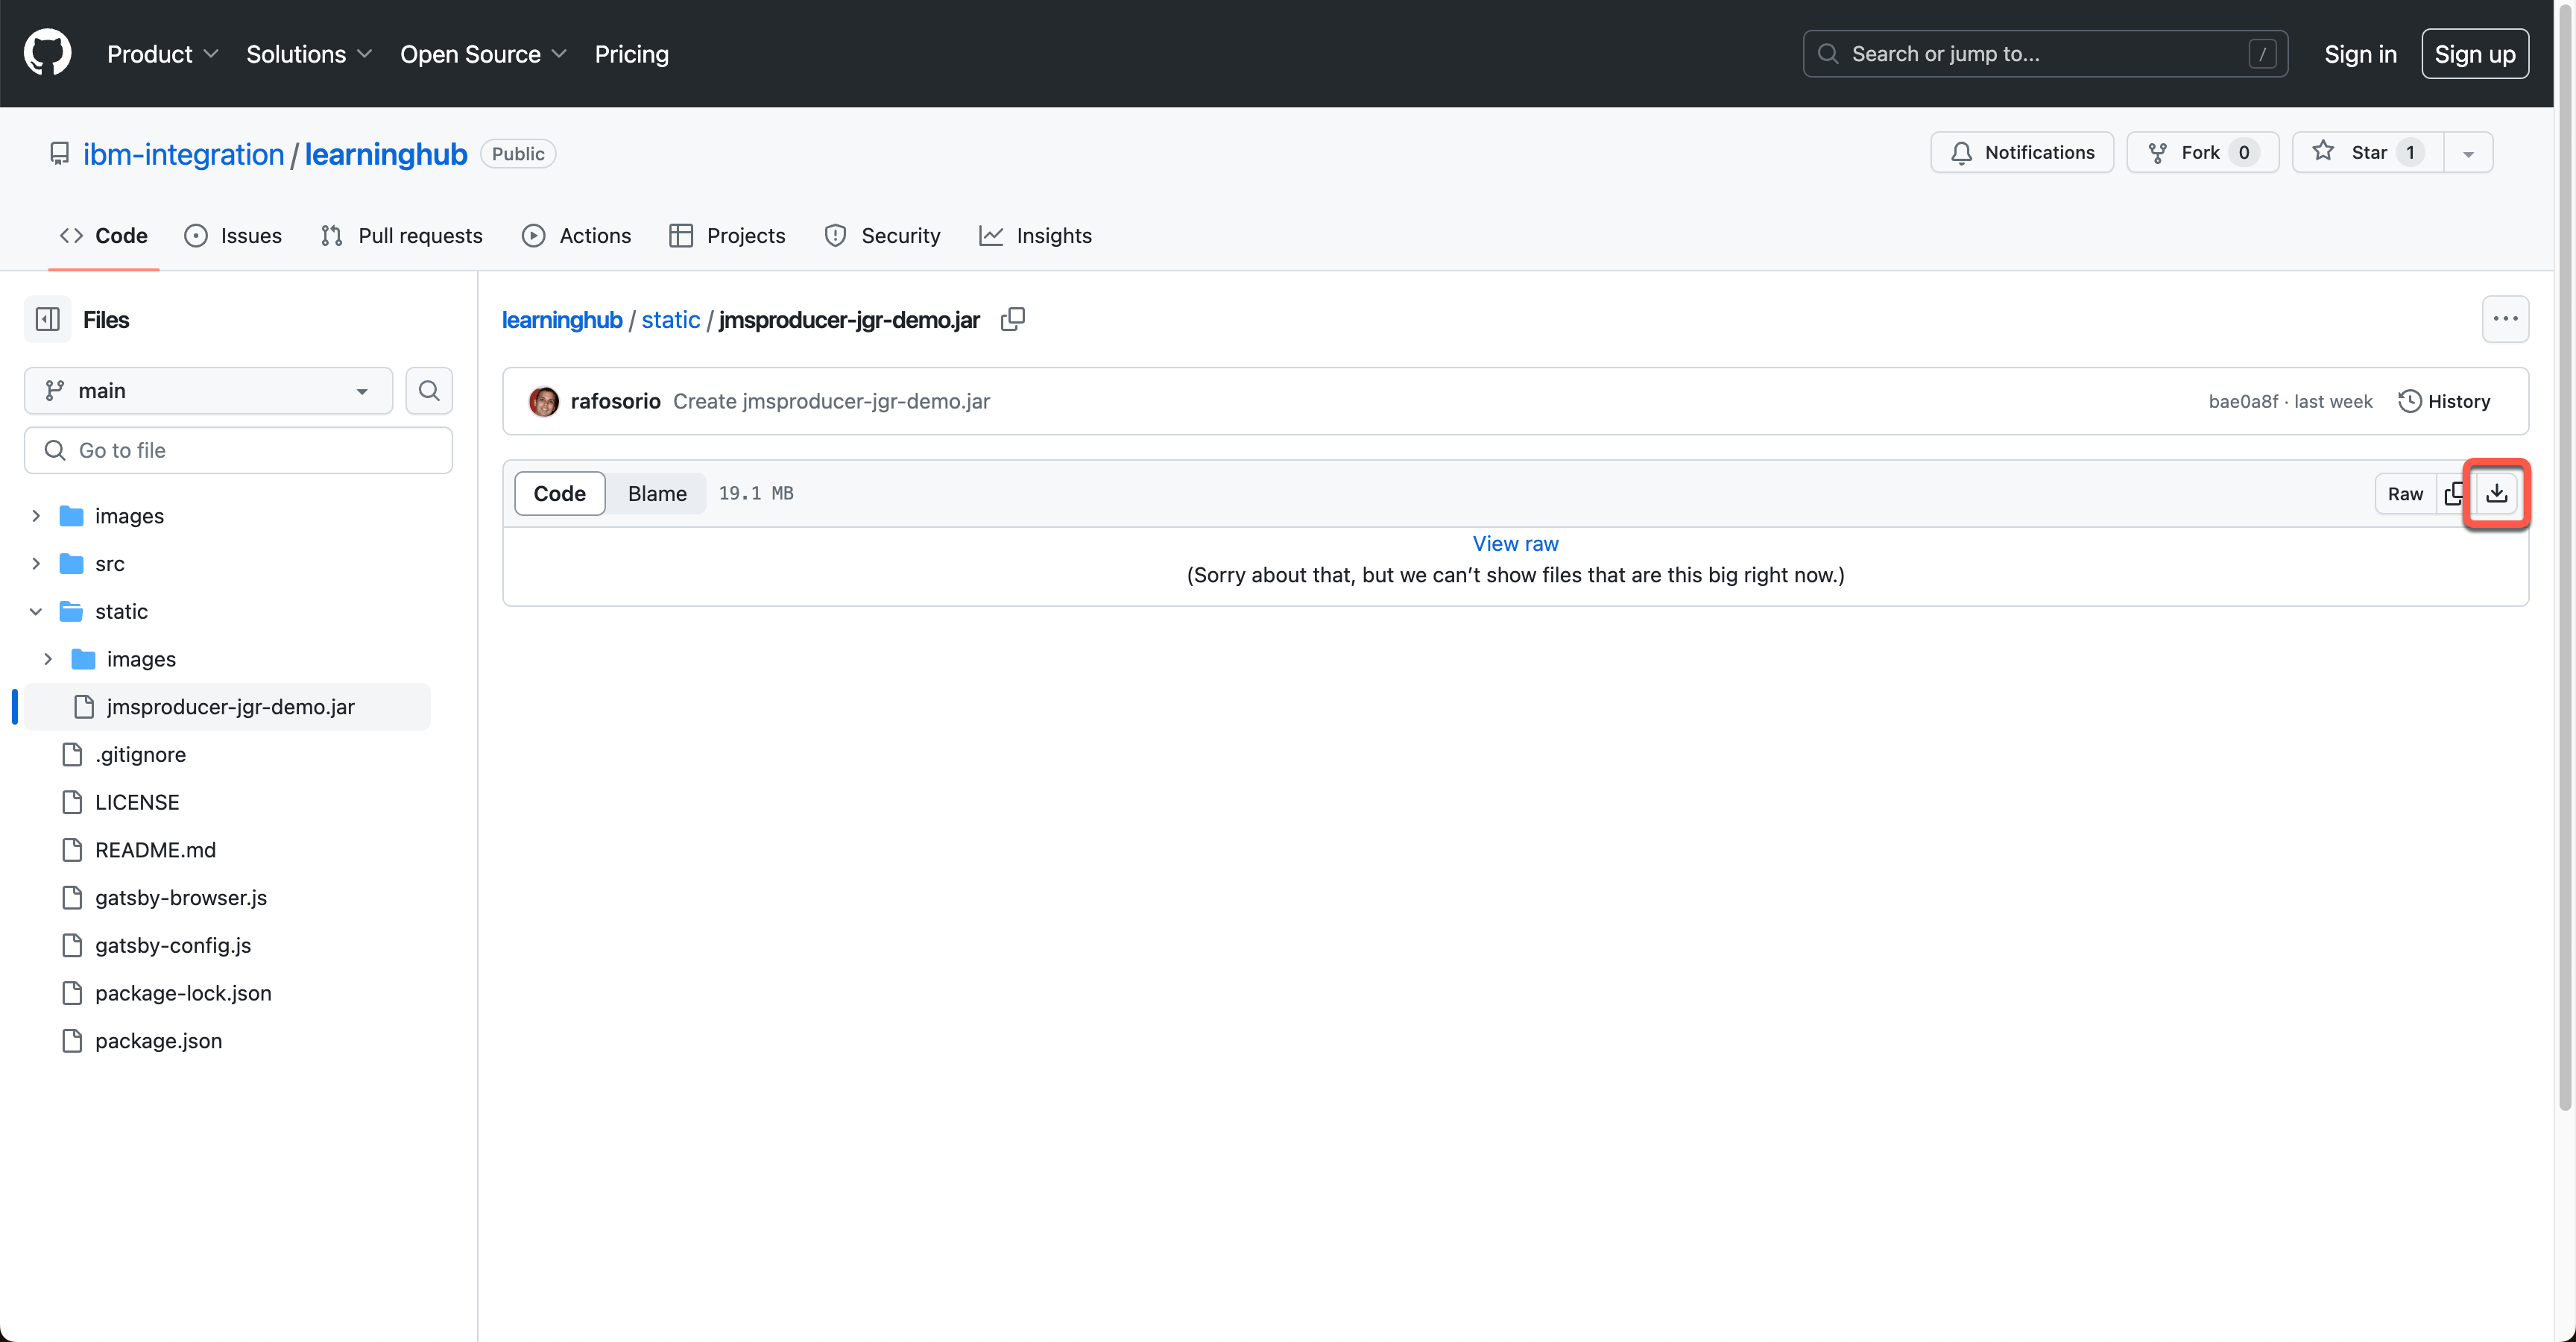 Product Solutions Open Source Pricing Search or jump to... / Sign in Sign up
ibm-integration / learninghub Public Notifications Fork 0 Star 1
Code Issues Pull requests Actions Projects Security Insights
Files
learninghub / static / jmsproducer-jgr-demo.jar
main
rafosorio Create jmsproducer-jgr-demo.jar bae0a8f · last week History
Go to file
Code Blame 19.1 MB Raw
View raw
(Sorry about that, but we can’t show files that are this big right now.)
images
src
static
images
jmsproducer-jgr-demo.jar
.gitignore
LICENSE
README.md
gatsby-browser.js
gatsby-config.js
package-lock.json
package.json